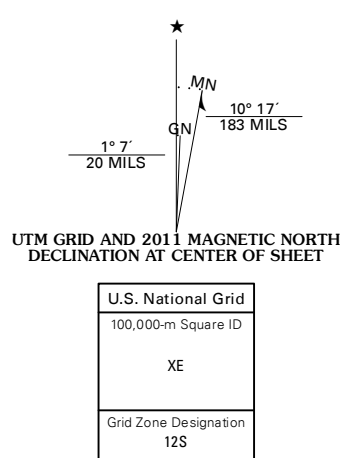 ★
MN
10° 17´
183 MILS
GN
1° 7´
20 MILS
UTM GRID AND 2011 MAGNETIC NORTH
DECLINATION AT CENTER OF SHEET
U.S. National Grid
100,000-m Square ID
XE
Grid Zone Designation
12S